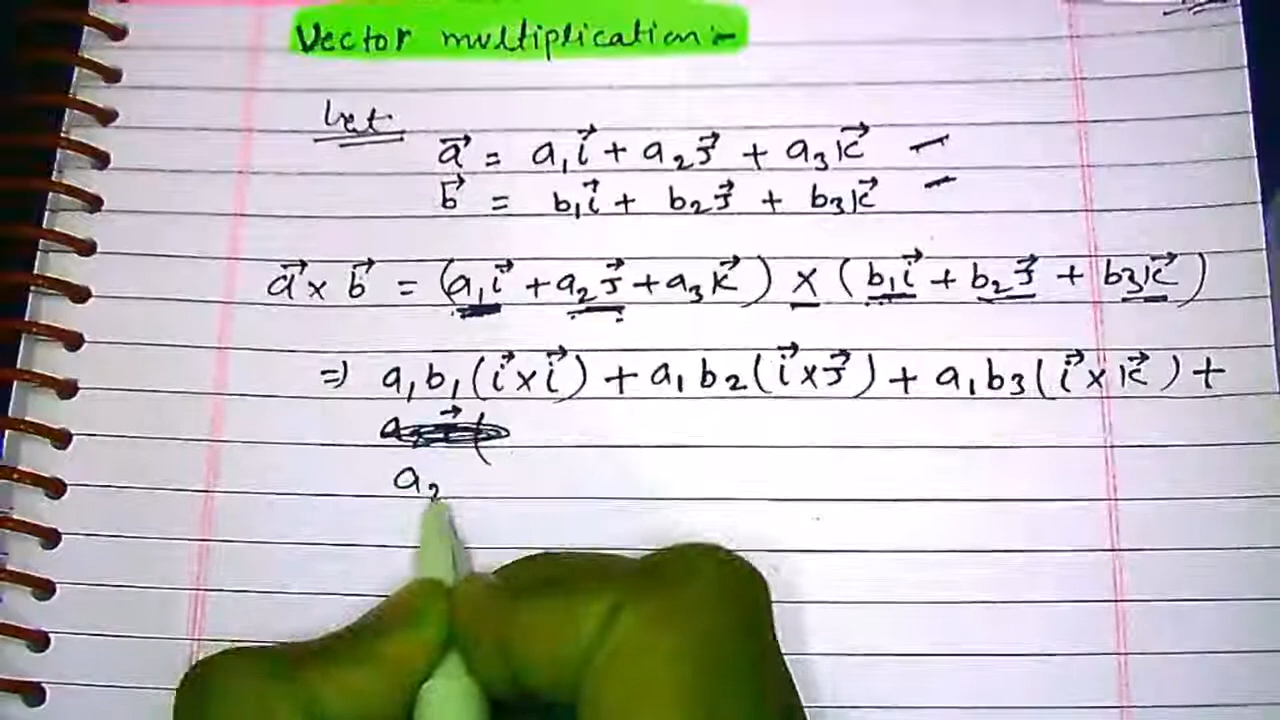 Vector multiplication:-
Let
a⃗ = a₁i⃗ + a₂j⃗ + a₃k⃗
b⃗ = b₁i⃗ + b₂j⃗ + b₃k⃗
a⃗ × b⃗ = (a₁i⃗ + a₂j⃗ + a₃k⃗) × (b₁i⃗ + b₂j⃗ + b₃k⃗)
⇒ a₁b₁(i⃗×i⃗) + a₁b₂(i⃗×j⃗) + a₁b₃(i⃗×k⃗) +
a₂